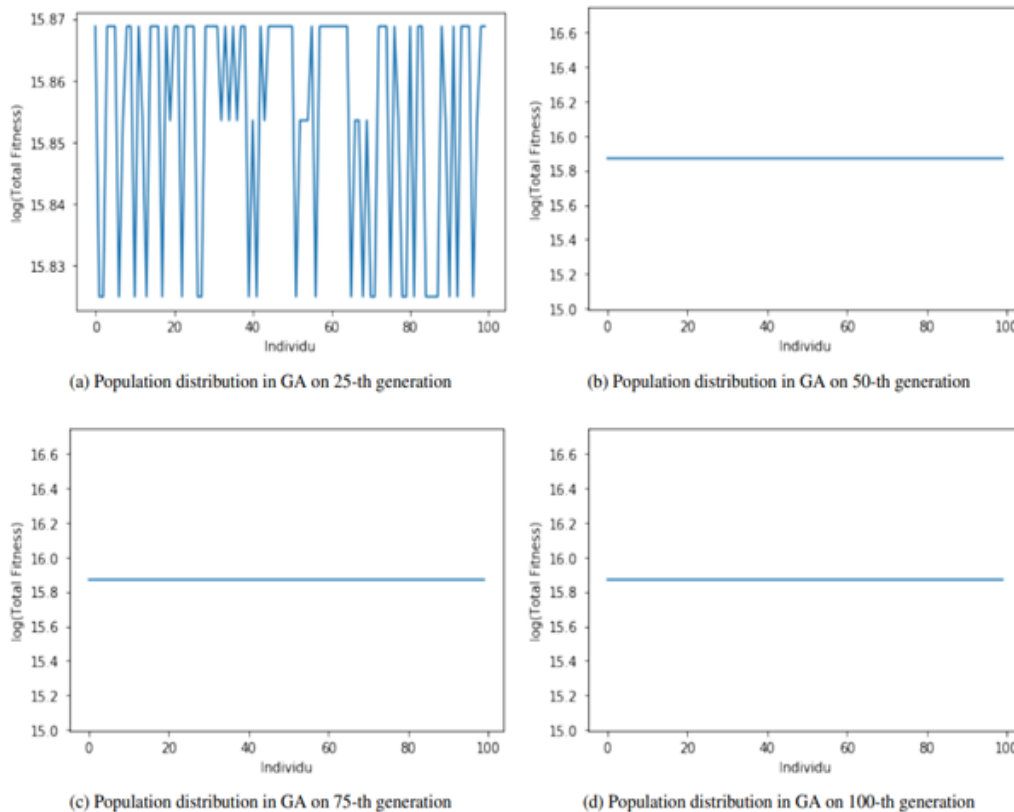 15.87
15.86
15.85
15.84
15.83
log(Total Fitness)
0 20 40 60 80 100
Individu
(a) Population distribution in GA on 25-th generation
16.6
16.4
16.2
16.0
15.8
15.6
15.4
15.2
15.0
log(Total Fitness)
0 20 40 60 80 100
Individu
(b) Population distribution in GA on 50-th generation
16.6
16.4
16.2
16.0
15.8
15.6
15.4
15.2
15.0
log(Total Fitness)
0 20 40 60 80 100
Individu
(c) Population distribution in GA on 75-th generation
16.6
16.4
16.2
16.0
15.8
15.6
15.4
15.2
15.0
log(Total Fitness)
0 20 40 60 80 100
Individu
(d) Population distribution in GA on 100-th generation